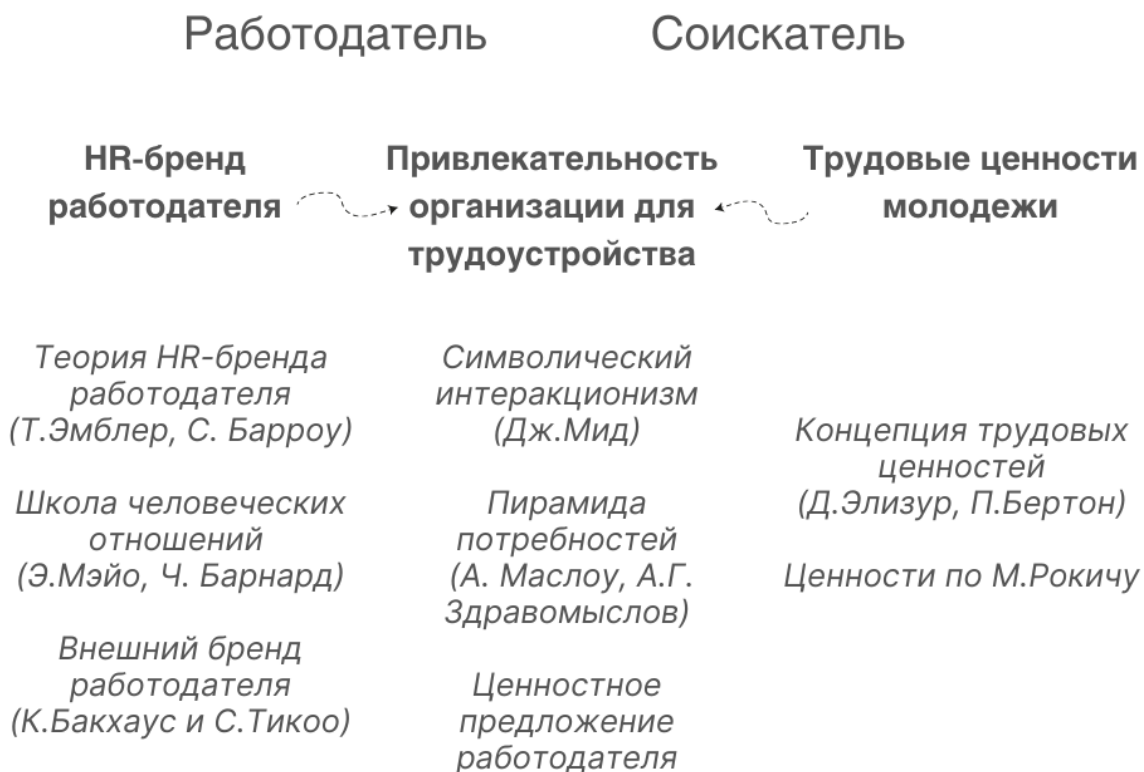 Работодатель
Соискатель
HR-бренд
работодателя
Привлекательность
организации для
трудоустройства
Трудовые ценности
молодежи
Теория HR-бренда
работодателя
(Т.Эмблер, С. Барроу)
Школа человеческих
отношений
(Э.Мэйо, Ч. Барнард)
Внешний бренд
работодателя
(К.Бакхаус и С.Тикоо)
Символический
интеракционизм
(Дж.Мид)
Пирамида
потребностей
(А. Маслоу, А.Г.
Здравомыслов)
Ценностное
предложение
работодателя
Концепция трудовых
ценностей
(Д.Элизур, П.Бертон)
Ценности по М.Рокичу